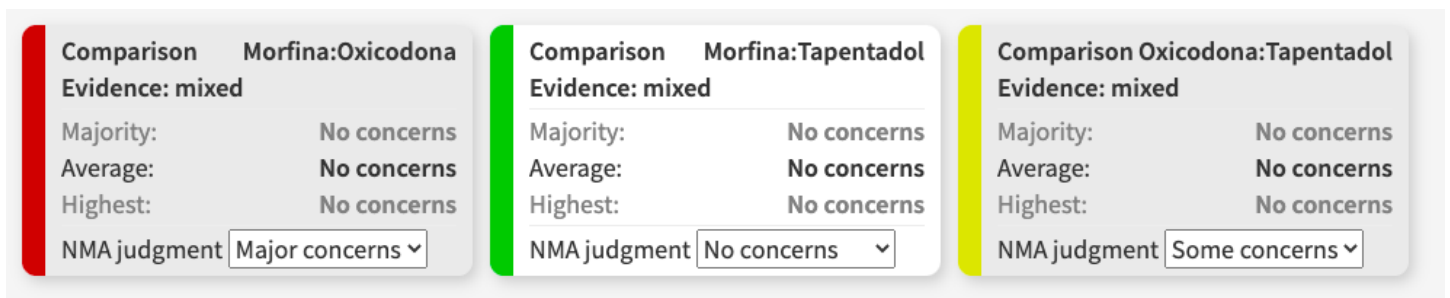 Comparison Morfina:Oxicodona
Evidence: mixed
Majority: No concerns
Average: No concerns
Highest: No concerns
NMA judgment Major concerns
Comparison Morfina:Tapentadol
Evidence: mixed
Majority: No concerns
Average: No concerns
Highest: No concerns
NMA judgment No concerns
Comparison Oxicodona:Tapentadol
Evidence: mixed
Majority: No concerns
Average: No concerns
Highest: No concerns
NMA judgment Some concerns